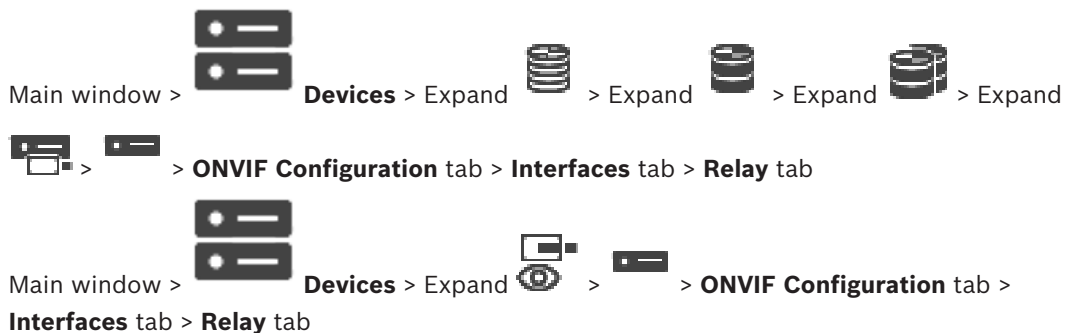 Main window > Devices > Expand > Expand > Expand > Expand
> > ONVIF Configuration tab > Interfaces tab > Relay tab
Main window > Devices > Expand > > ONVIF Configuration tab >
Interfaces tab > Relay tab